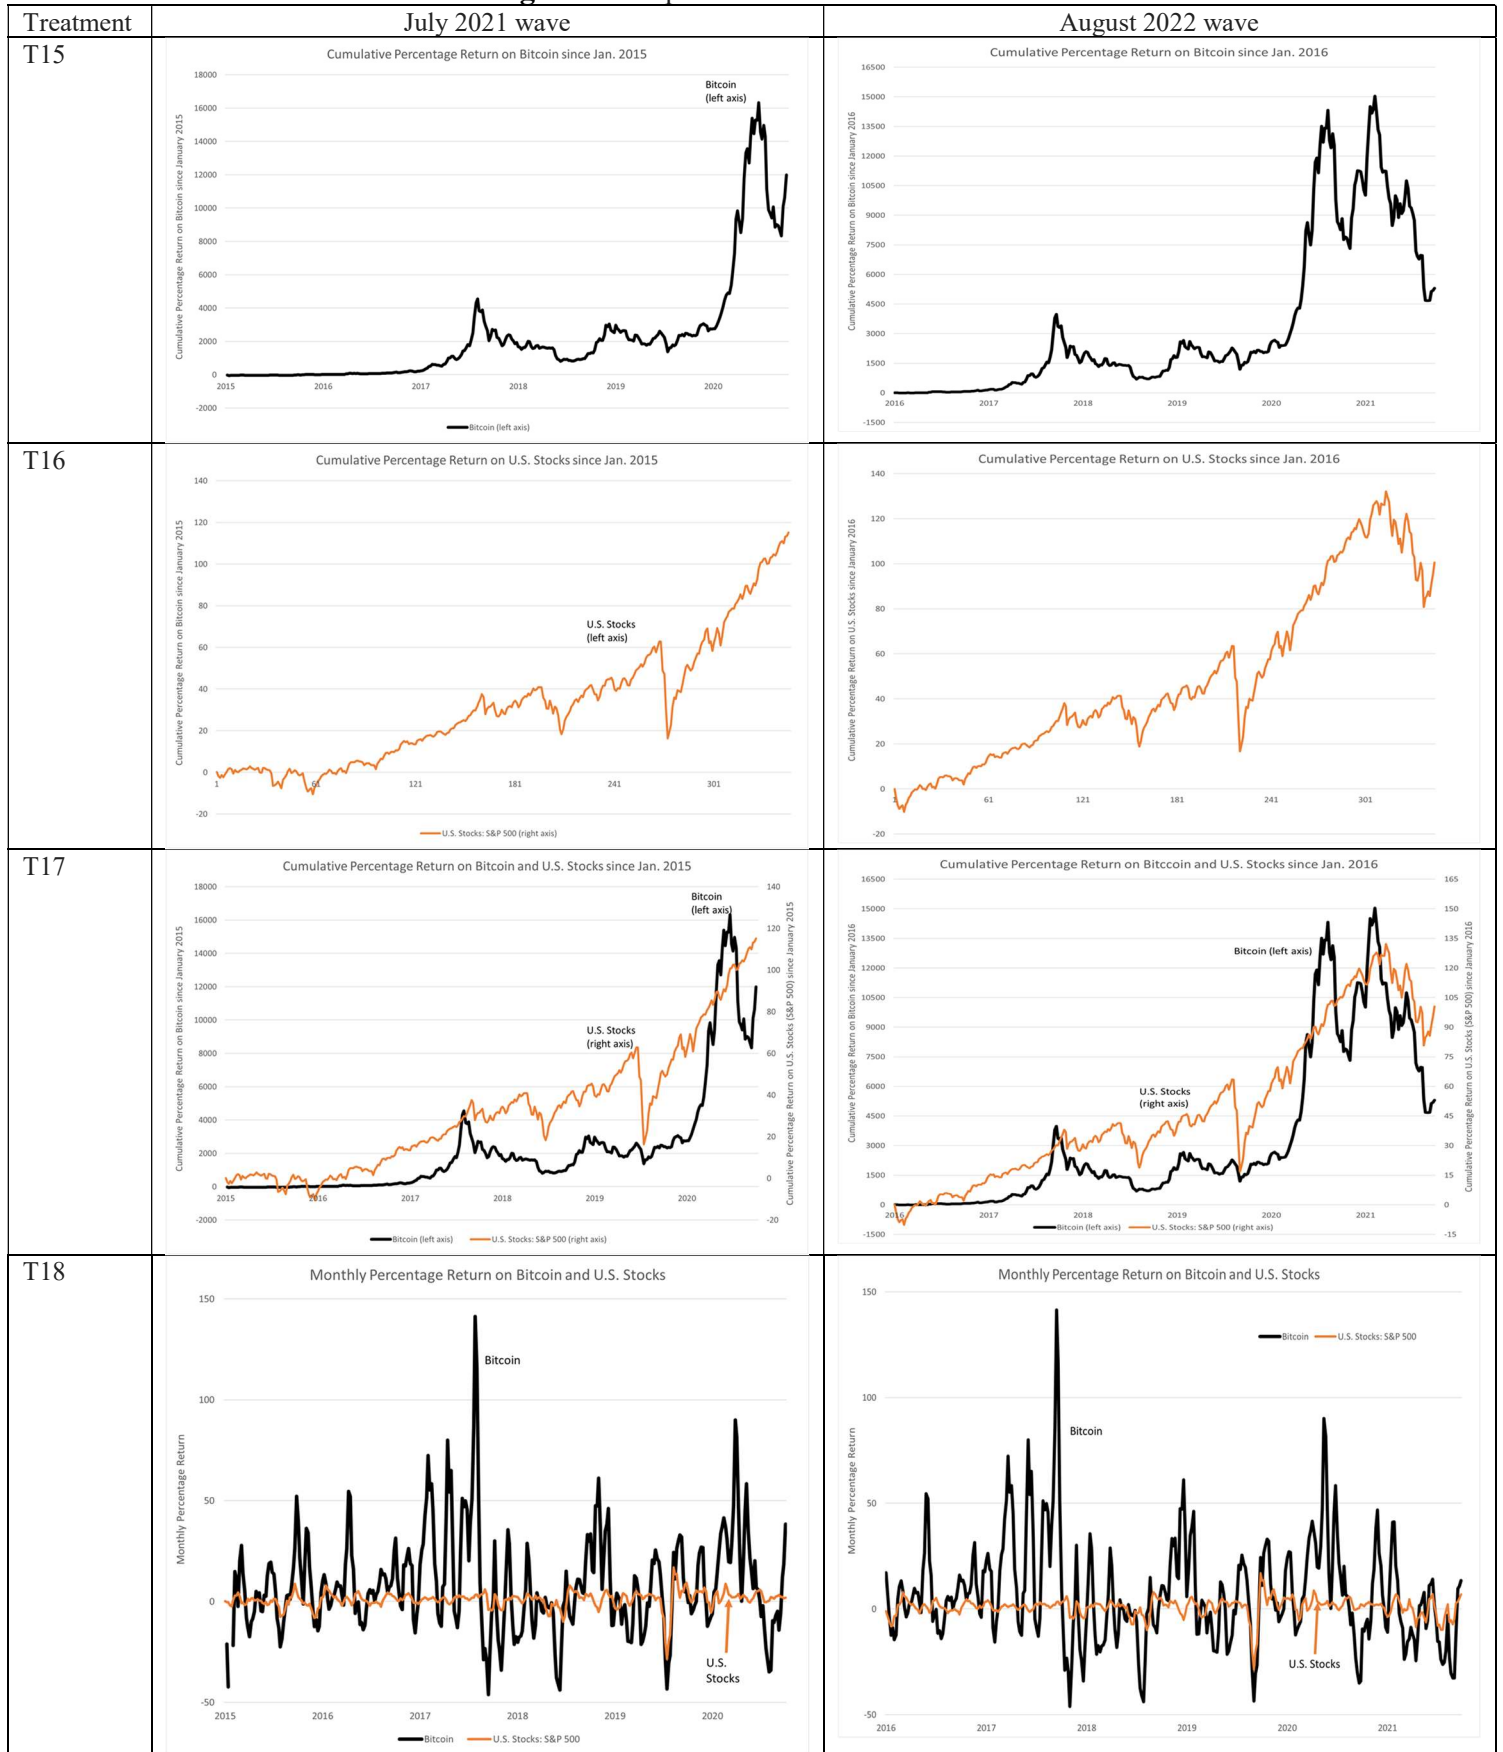 Treatment
July 2021 wave
August 2022 wave
T15
Cumulative Percentage Return on Bitcoin since Jan. 2015
Cumulative Percentage Return on Bitcoin since January 2015
18000
16000
14000
12000
10000
8000
6000
4000
2000
0
-2000
Bitcoin
(left axis)
2015 2016 2017 2018 2019 2020
Bitcoin (left axis)
Cumulative Percentage Return on Bitcoin since Jan. 2016
Cumulative Percentage Return on Bitcoin since January 2016
16500
15000
13500
12000
10500
9000
7500
6000
4500
3000
1500
0
-1500
2016 2017 2018 2019 2020 2021
T16
Cumulative Percentage Return on U.S. Stocks since Jan. 2015
Cumulative Percentage Return on Bitcoin since January 2015
140
120
100
80
60
40
20
0
-20
U.S. Stocks
(left axis)
1 61 121 181 241 301
U.S. Stocks: S&P 500 (right axis)
Cumulative Percentage Return on U.S. Stocks since Jan. 2016
Cumulative Percentage Return on U.S. Stocks since January 2016
140
120
100
80
60
40
20
0
-20
1 61 121 181 241 301
T17
Cumulative Percentage Return on Bitcoin and U.S. Stocks since Jan. 2015
Cumulative Percentage Return on Bitcoin since January 2015
18000
16000
14000
12000
10000
8000
6000
4000
2000
0
-2000
Bitcoin
(left axis)
U.S. Stocks
(right axis)
2015 2016 2017 2018 2019 2020
140
120
100
80
60
40
20
0
-20
Cumulative Percentage Return on U.S. Stocks (S&P 500) since January 2015
Bitcoin (left axis) U.S. Stocks: S&P 500 (right axis)
Cumulative Percentage Return on Bitccoin and U.S. Stocks since Jan. 2016
Cumulative Percentage Return on Bitcoin since January 2016
16500
15000
13500
12000
10500
9000
7500
6000
4500
3000
1500
0
-1500
Bitcoin (left axis)
U.S. Stocks
(right axis)
2016 2017 2018 2019 2020 2021
165
150
135
120
105
90
75
60
45
30
15
0
-15
Cumulative Percentage Return on U.S. Stocks (S&P 500) since January 2016
Bitcoin (left axis) U.S. Stocks: S&P 500 (right axis)
T18
Monthly Percentage Return on Bitcoin and U.S. Stocks
Monthly Percentage Return
150
100
50
0
-50
Bitcoin
U.S.
Stocks
2015 2016 2017 2018 2019 2020
Bitcoin U.S. Stocks: S&P 500
Monthly Percentage Return on Bitcoin and U.S. Stocks
Monthly Percentage Return
150
100
50
0
-50
Bitcoin U.S. Stocks: S&P 500
Bitcoin
U.S. Stocks
2016 2017 2018 2019 2020 2021